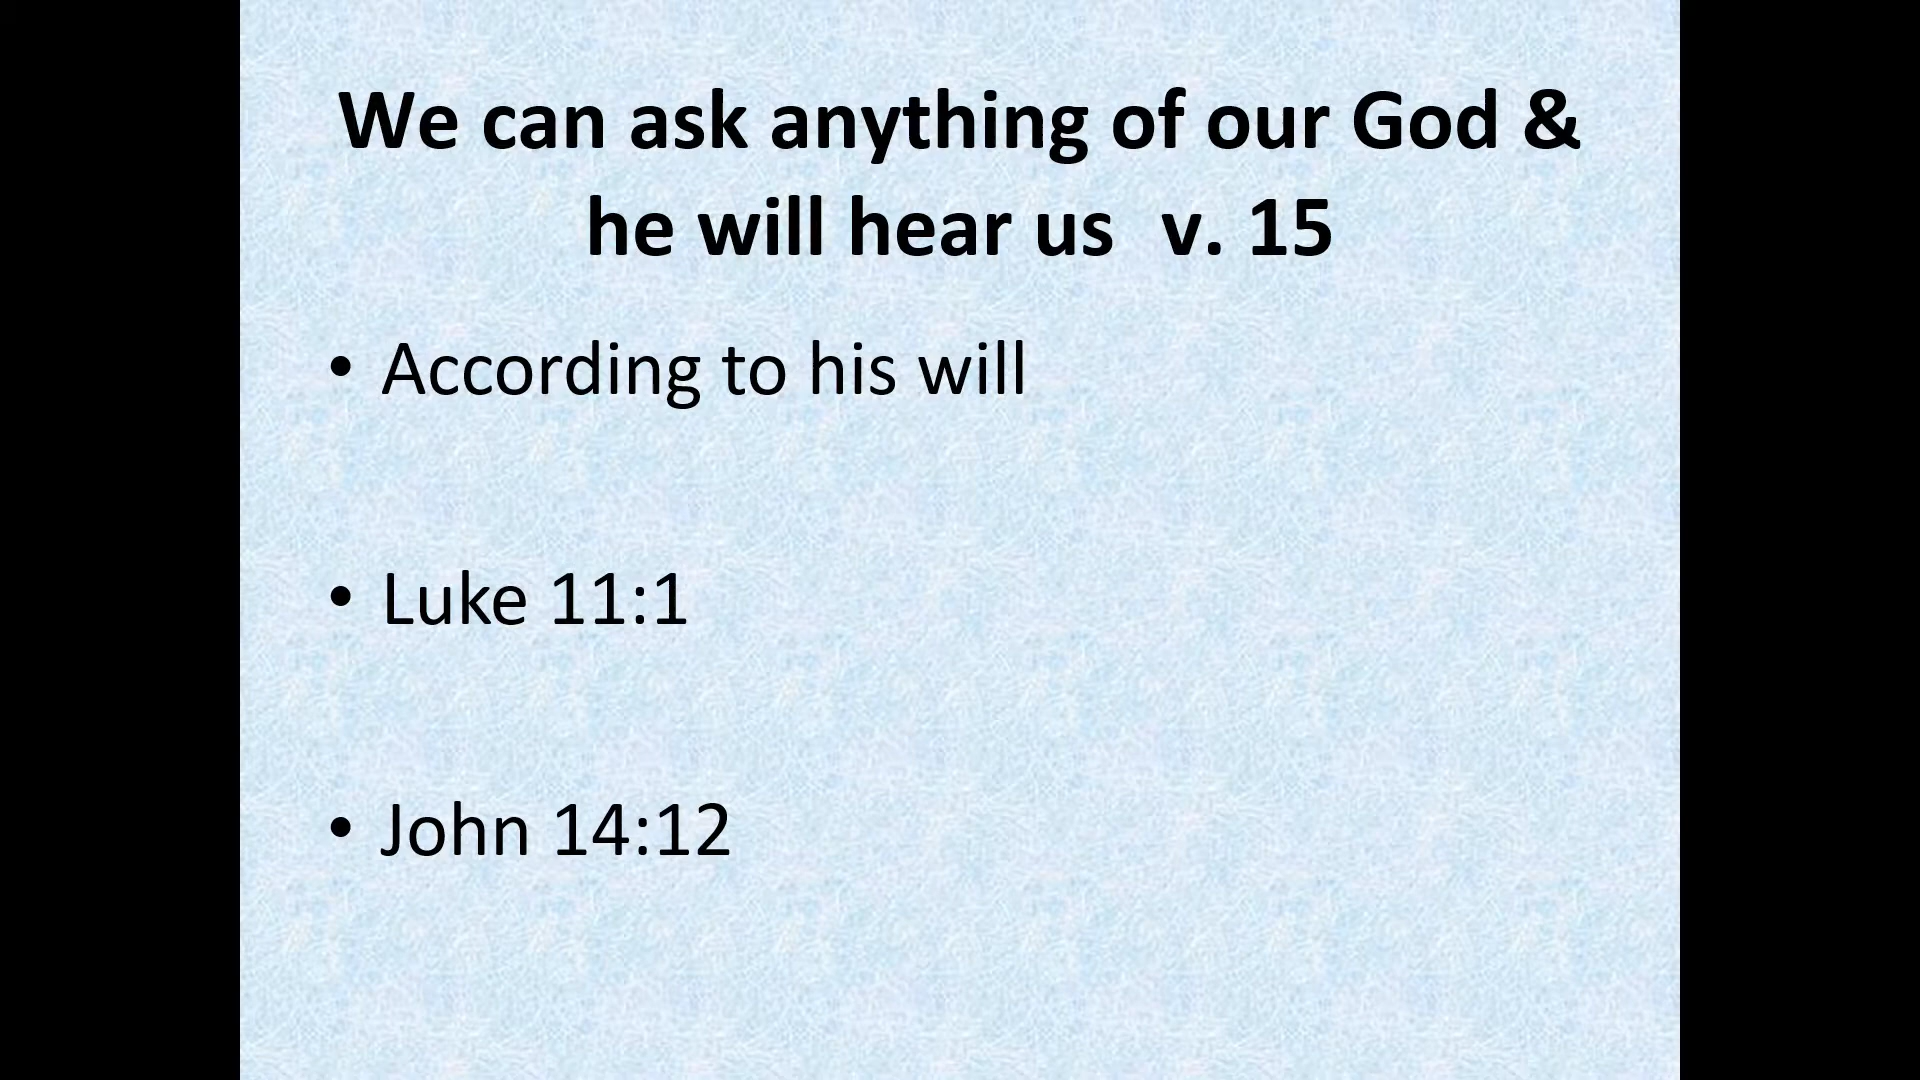 We can ask anything of our God &
he will hear us  v. 15
• According to his will
• Luke 11:1
• John 14:12